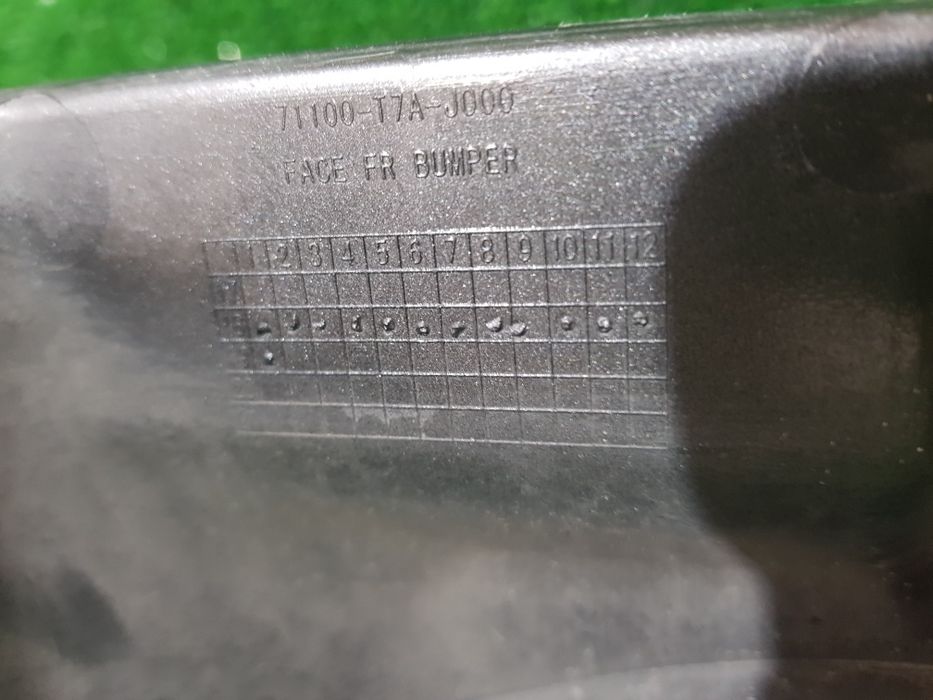 71100-T7A-J000
FACE FR BUMPER
1 2 3 4 5 6 7 8 9 10 11 12